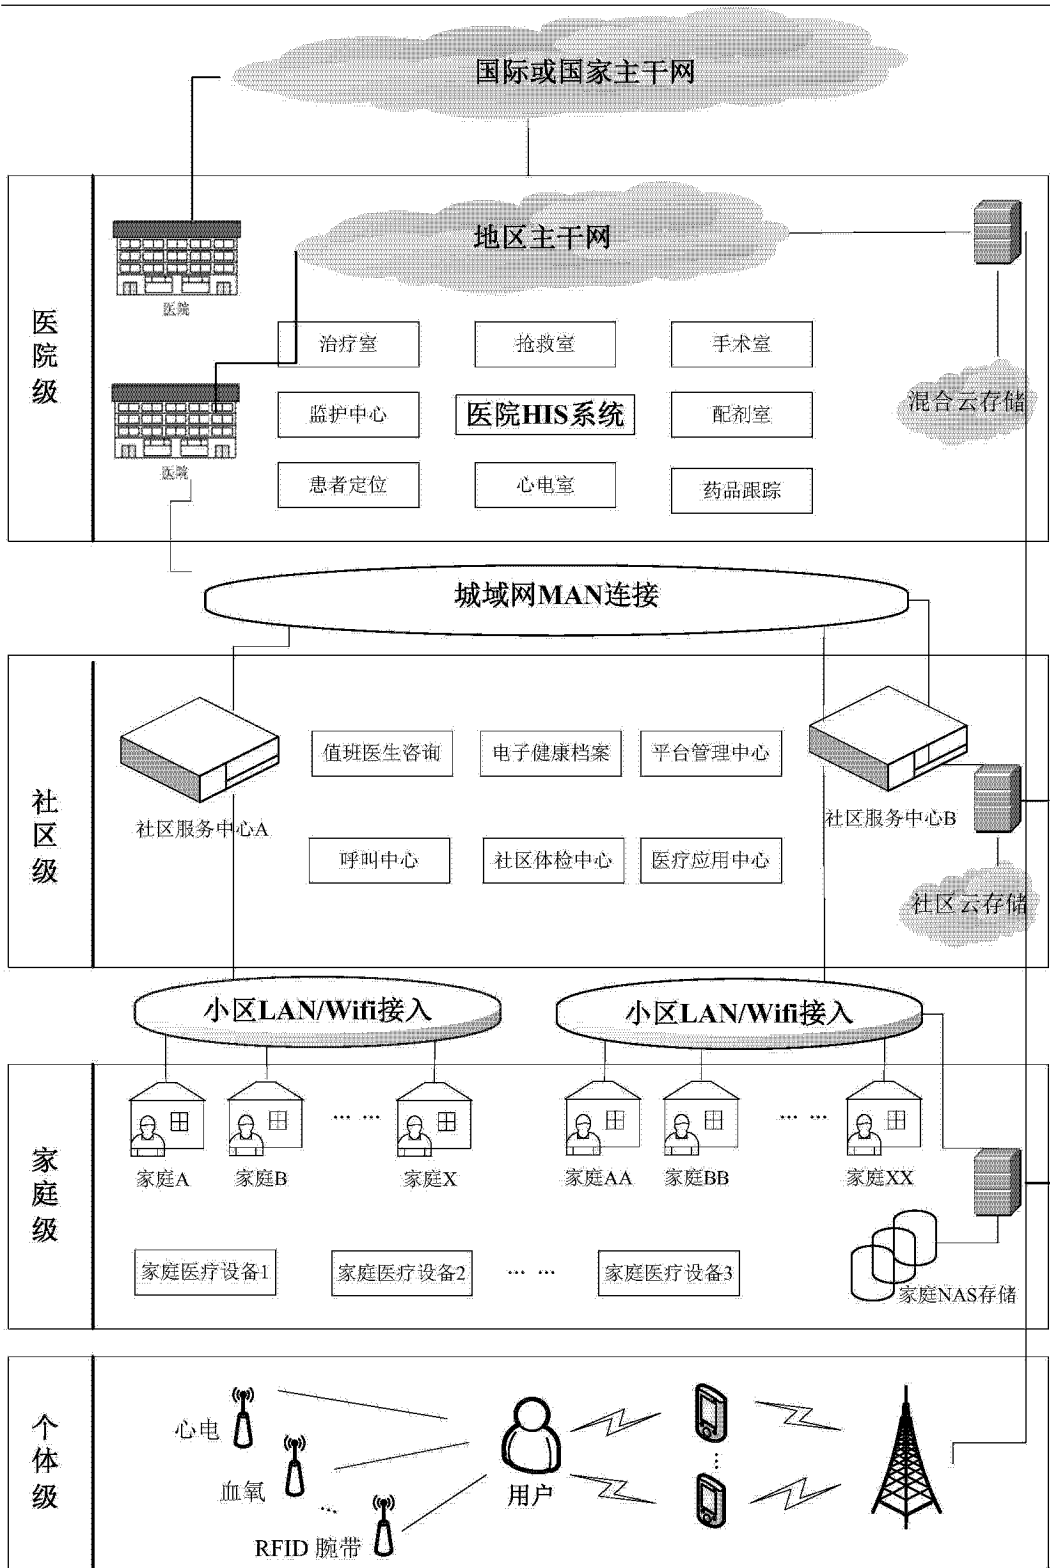 国际或国家主干网
地区主干网
医院
医院级
治疗室
抢救室
手术室
混合云存储
监护中心
医院HIS系统
配剂室
医院
患者定位
心电室
药品跟踪
城域网MAN连接
社区级
值班医生咨询
电子健康档案
平台管理中心
社区服务中心A
社区服务中心B
呼叫中心
社区体检中心
医疗应用中心
社区云存储
小区LAN/Wifi接入
小区LAN/Wifi接入
家庭级
... ...
... ...
家庭A
家庭B
家庭X
家庭AA
家庭BB
家庭XX
家庭医疗设备1
家庭医疗设备2
... ...
家庭医疗设备3
家庭NAS存储
个体级
心电
血氧
...
RFID 腕带
用户
...